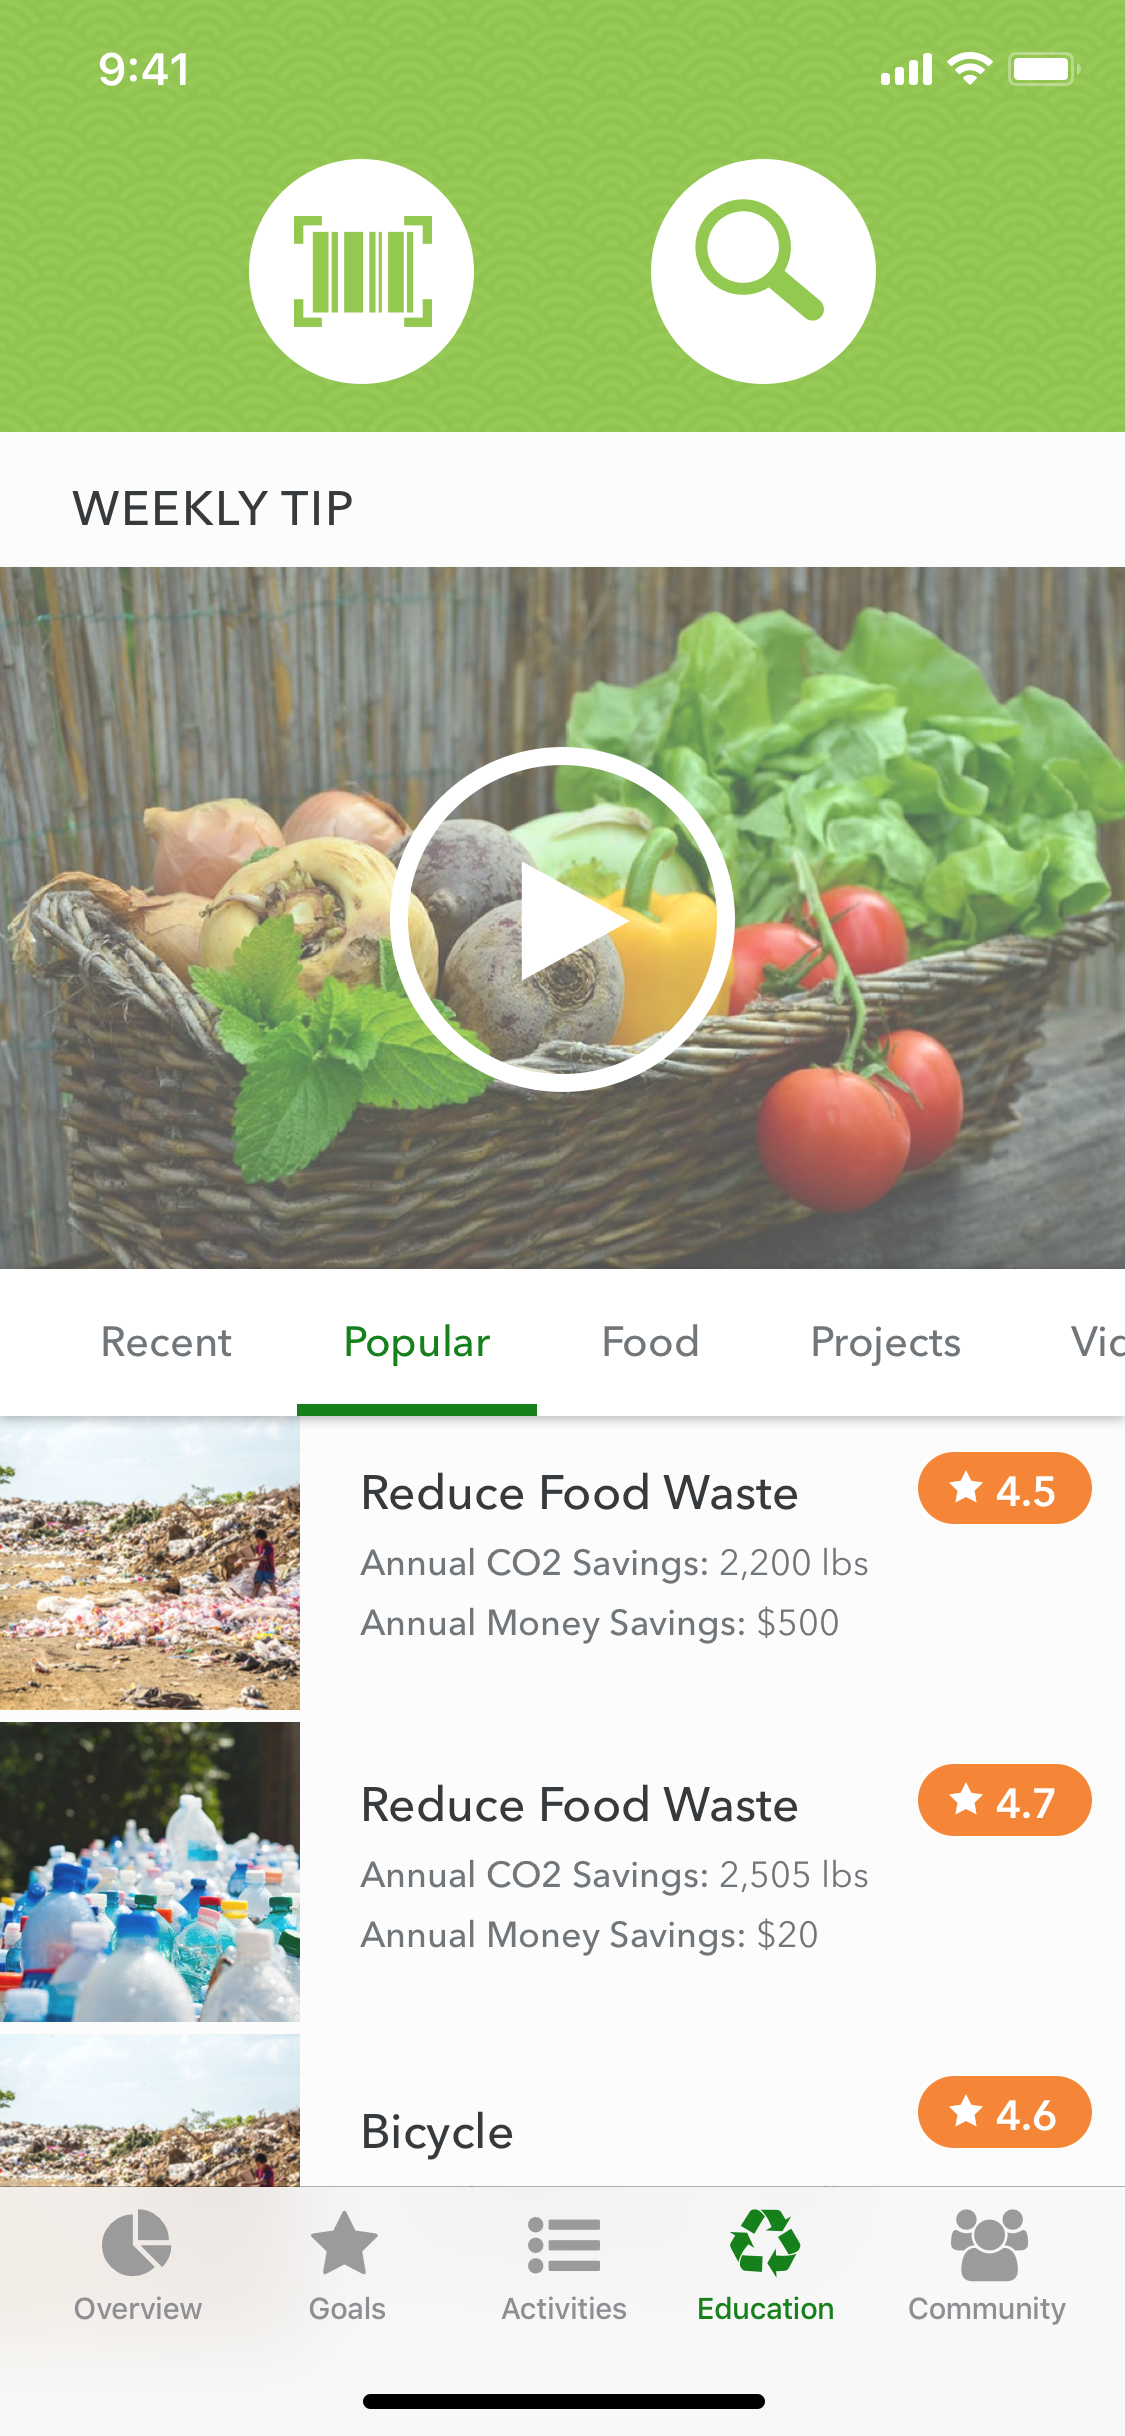 9:41
WEEKLY TIP
Recent Popular Food Projects
Reduce Food Waste 4.5
Annual CO2 Savings: 2,200 lbs
Annual Money Savings: $500
Reduce Food Waste 4.7
Annual CO2 Savings: 2,505 lbs
Annual Money Savings: $20
Bicycle 4.6
Overview Goals Activities Education Community